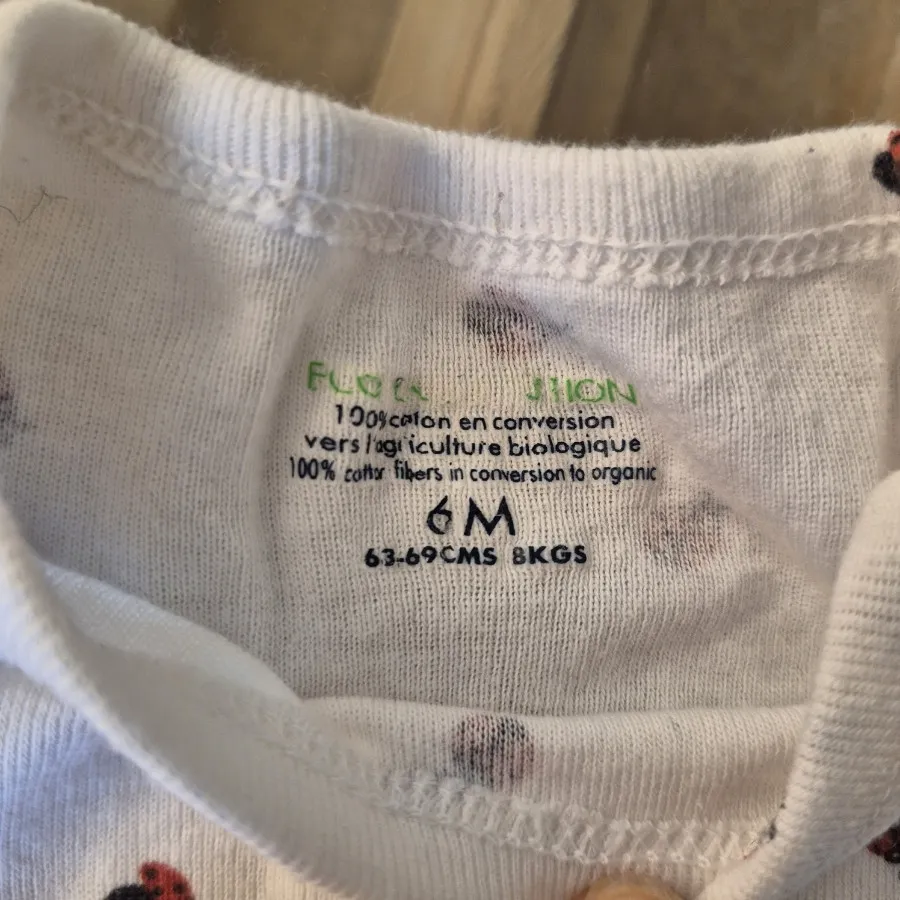 100% coton en conversion
vers l'agriculture biologique
100% cotton fibers in conversion to organic
6M
63-69CMS 8KGS